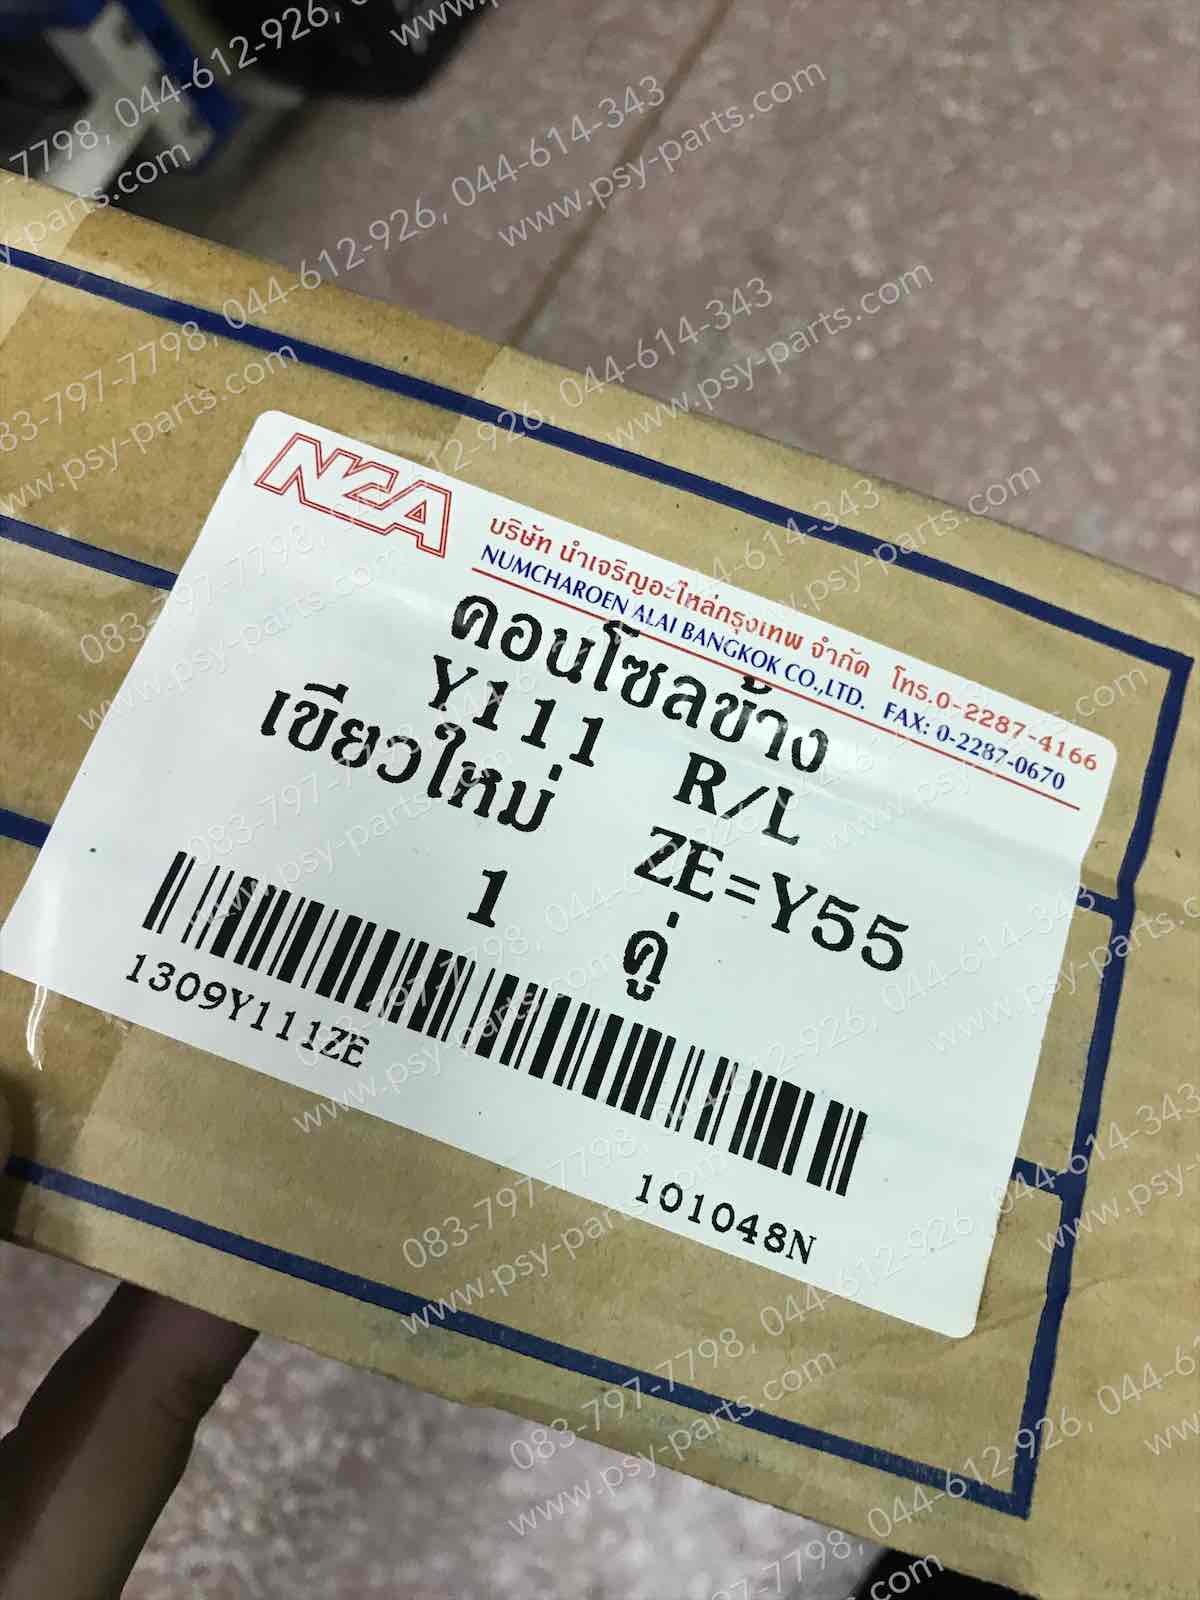 NCA
บริษัท นำเจริญอะไหล่กรุงเทพ จำกัด โทร.0-2287-4166
NUMCHAROEN ALAI BANGKOK CO.,LTD. FAX: 0-2287-0670
คอนโซลข้าง
Y111 R/L
เขียวใหม่ ZE=Y55
1 คู่
1309Y111ZE
101048N
083-797-7798, 044-612-926, 044-614-343
www.psy-parts.com